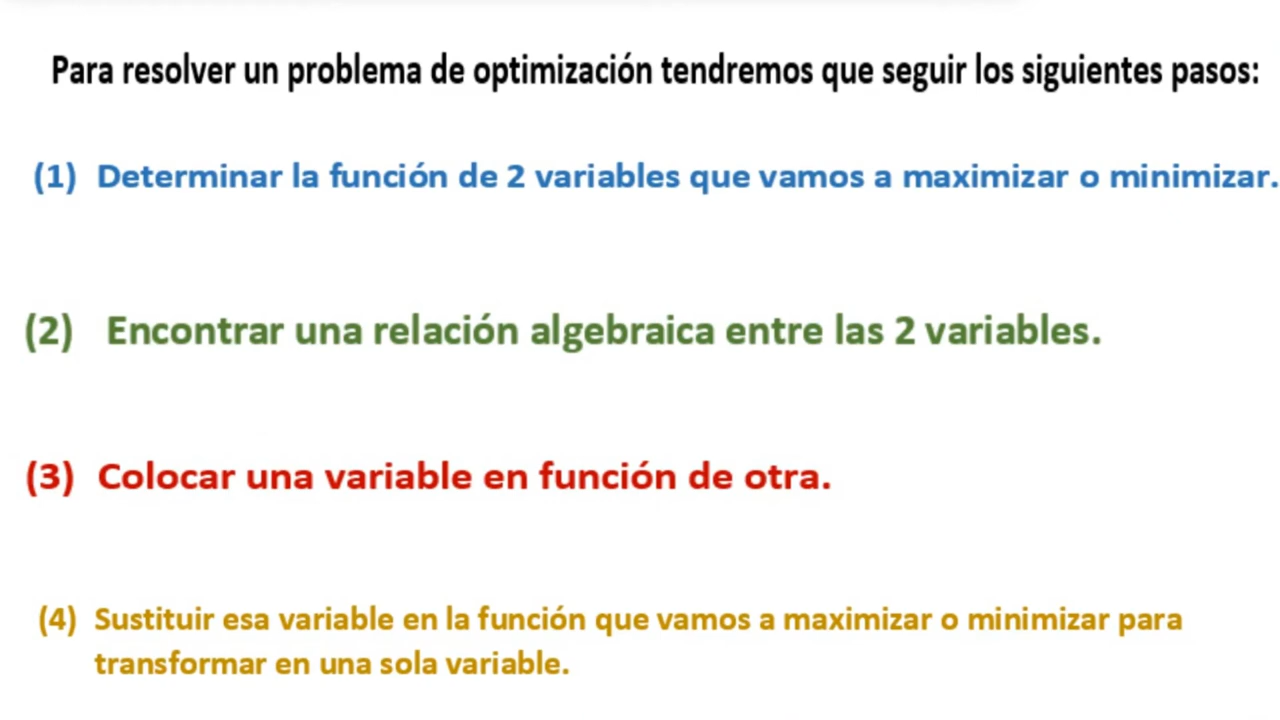 Para resolver un problema de optimización tendremos que seguir los siguientes pasos:
(1) Determinar la función de 2 variables que vamos a maximizar o minimizar.
(2) Encontrar una relación algebraica entre las 2 variables.
(3) Colocar una variable en función de otra.
(4) Sustituir esa variable en la función que vamos a maximizar o minimizar para
transformar en una sola variable.